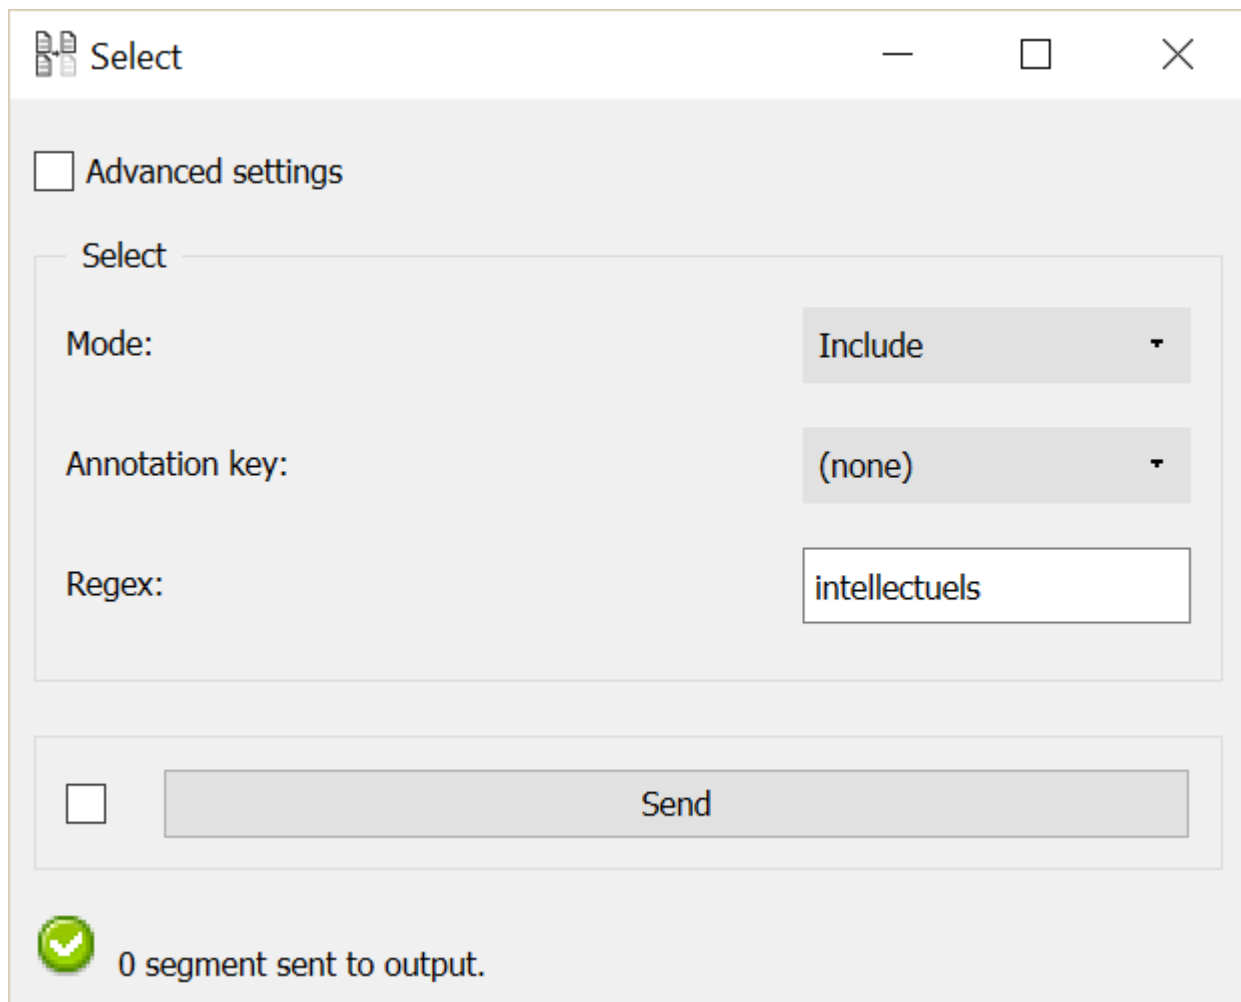 Select
Advanced settings
Select
Mode: Include
Annotation key: (none)
Regex: intellectuels
Send
0 segment sent to output.